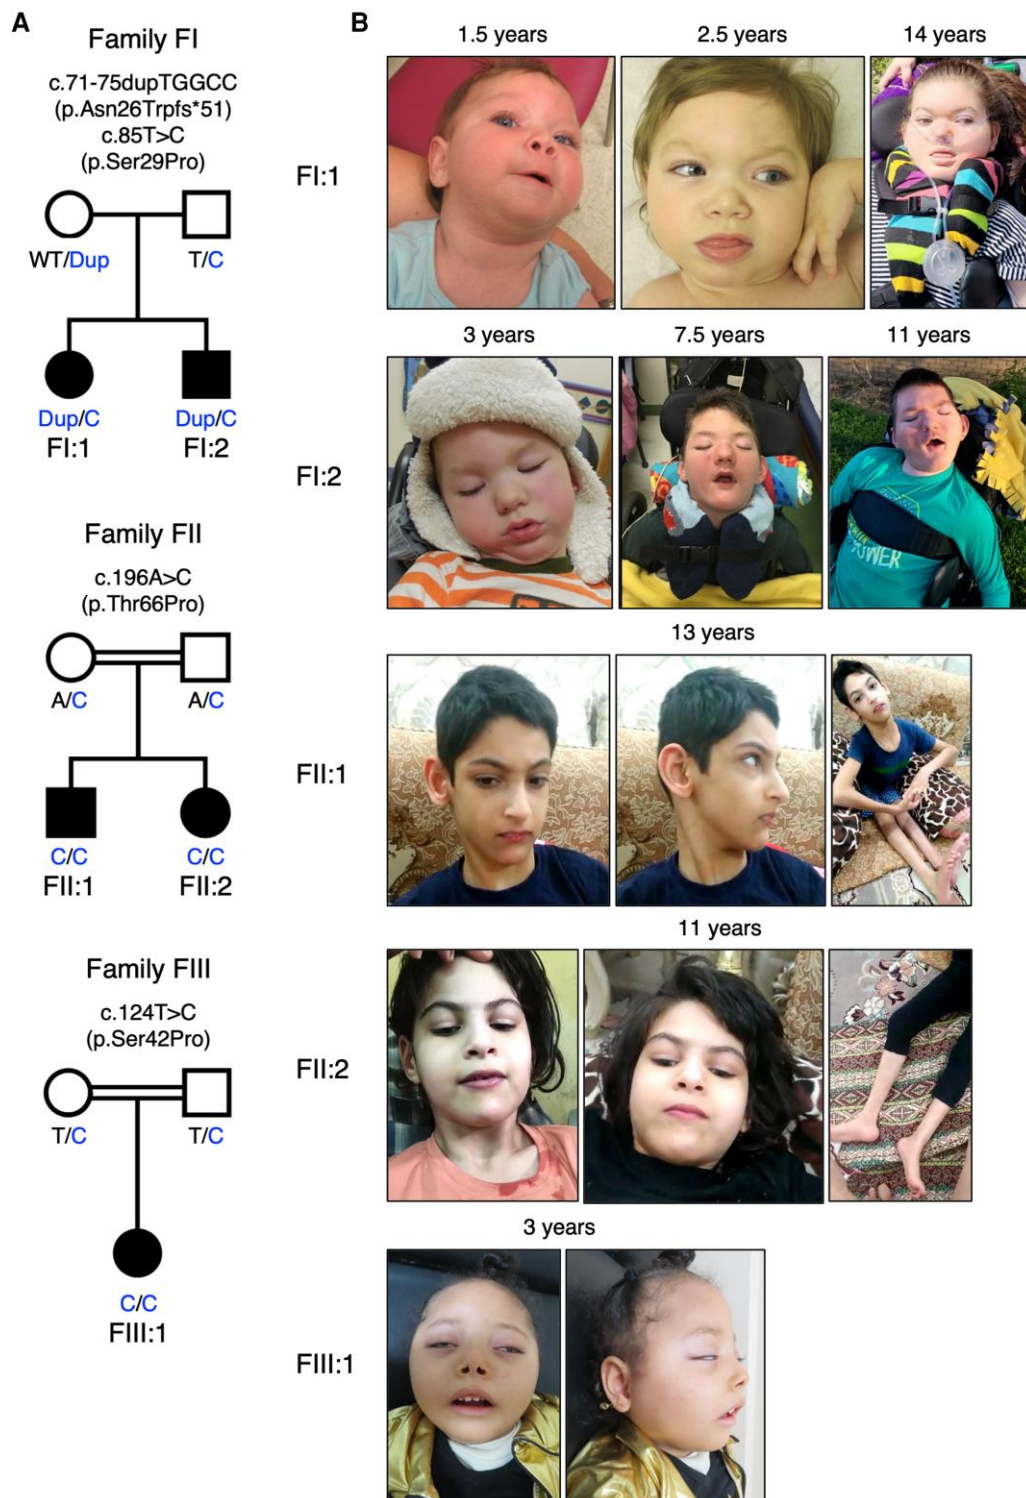 A
Family FI
c.71-75dupTGGCC
(p.Asn26Trpfs*51)
c.85T>C
(p.Ser29Pro)
WT/Dup
T/C
Dup/C
Dup/C
FI:1
FI:2
Family FII
c.196A>C
(p.Thr66Pro)
A/C
A/C
C/C
C/C
FII:1
FII:2
Family FIII
c.124T>C
(p.Ser42Pro)
T/C
T/C
C/C
FIII:1
B
1.5 years
2.5 years
14 years
FI:1
3 years
7.5 years
11 years
FI:2
POWER
13 years
FII:1
11 years
FII:2
3 years
FIII:1